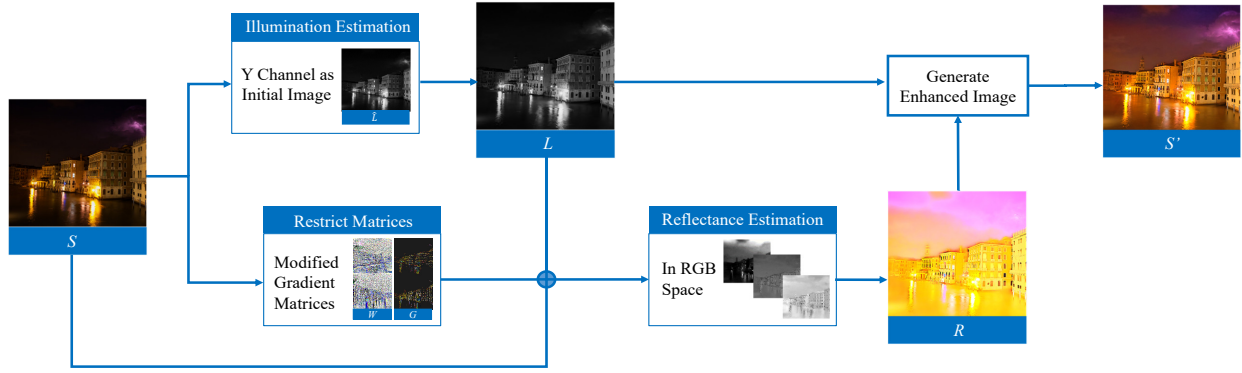 Illumination Estimation
Y Channel as
Initial Image
L̃
L
S
Restrict Matrices
Modified
Gradient
Matrices
W
G
Reflectance Estimation
In RGB
Space
R
Generate
Enhanced Image
S'